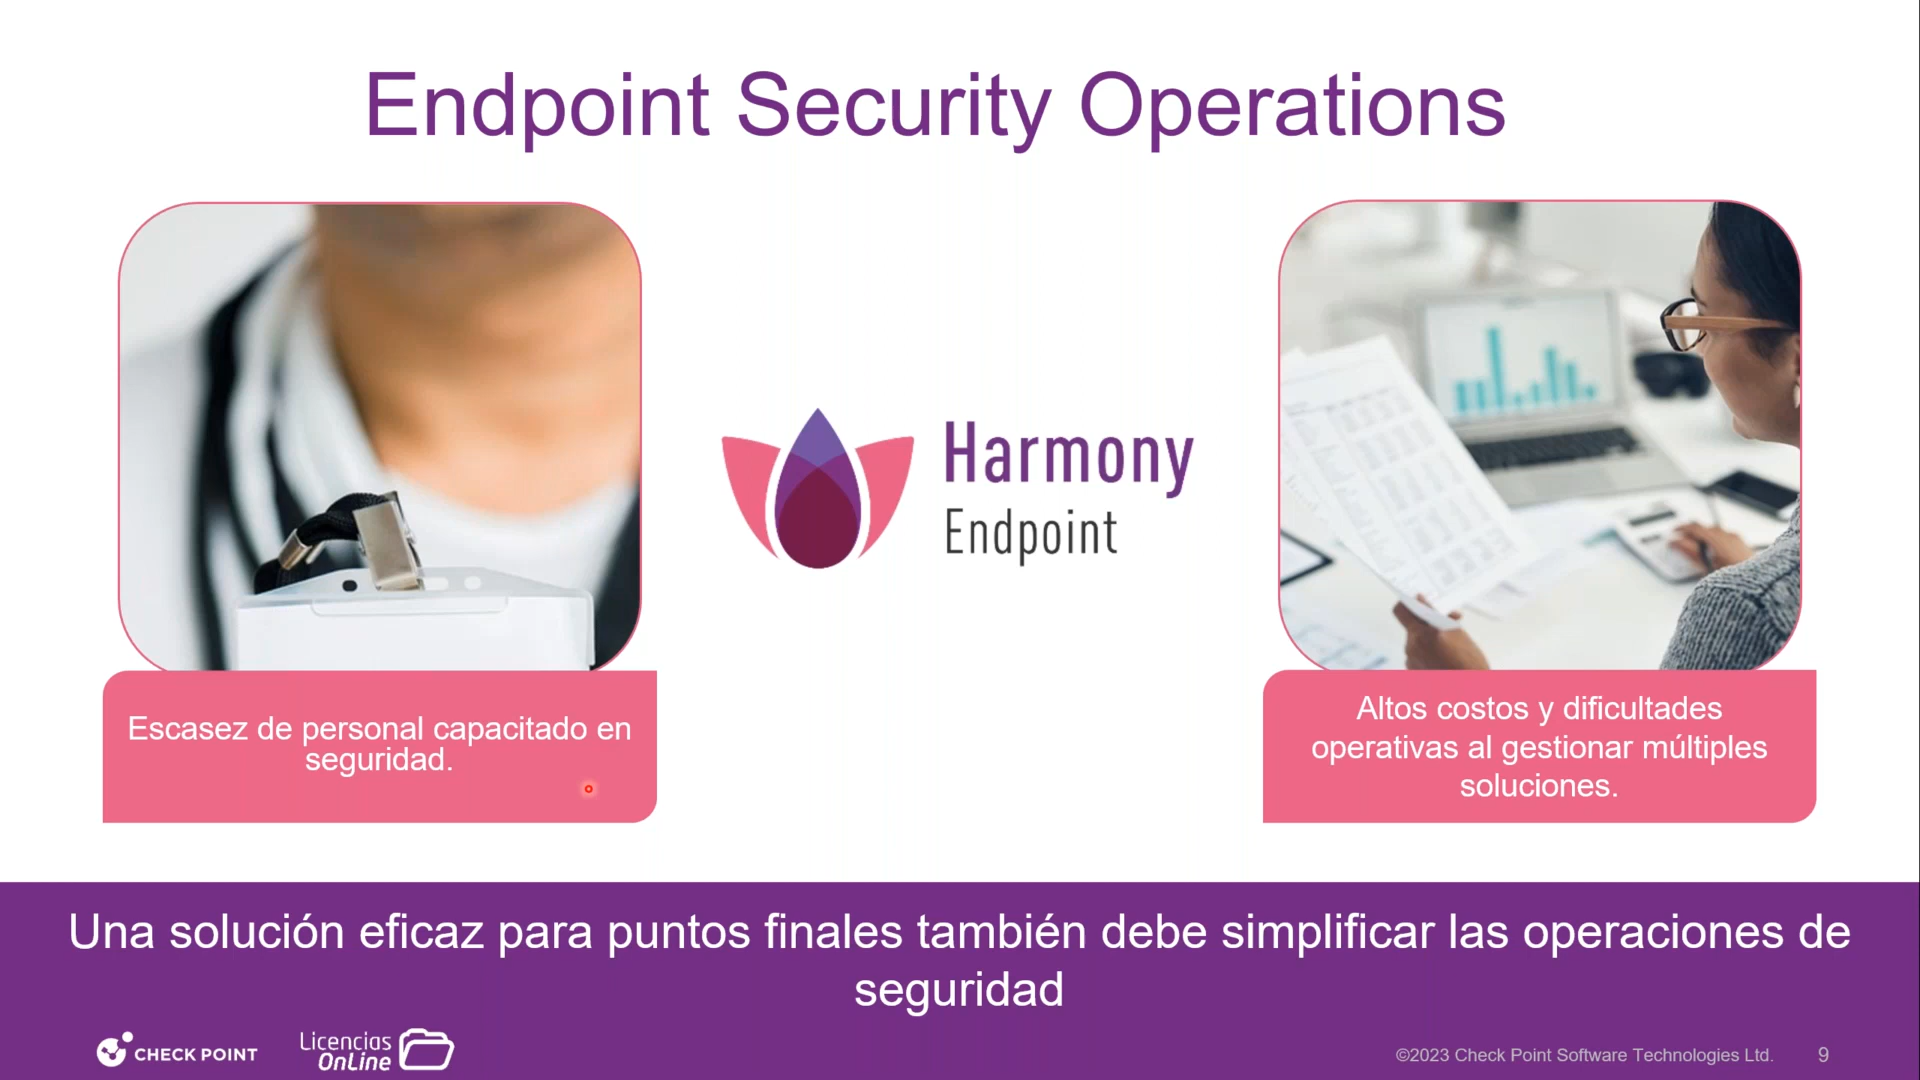 Endpoint Security Operations
Harmony
Endpoint
Escasez de personal capacitado en
seguridad.
Altos costos y dificultades
operativas al gestionar múltiples
soluciones.
Una solución eficaz para puntos finales también debe simplificar las operaciones de
seguridad
CHECK POINT
Licencias
OnLine
©2023 Check Point Software Technologies Ltd.
9